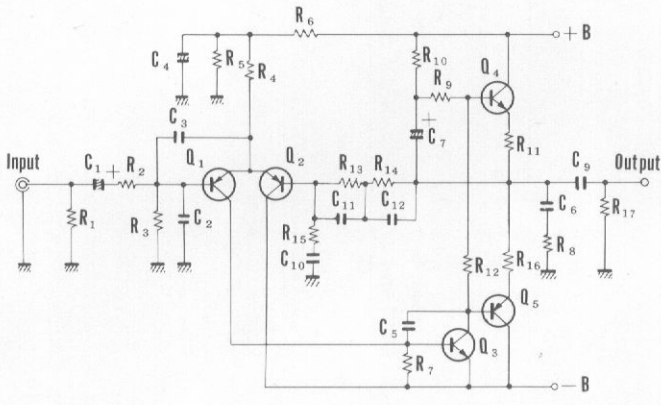 R6
+ B
R5
R4
R10
C4
R9
Q4
C3
+
C7
R11
Input
C1 +
R2
Q1
Q2
R13
R14
C9
Output
C11
C12
C6
R1
R3
C2
R15
R17
C10
R12
R16
R8
C5
Q5
Q3
R7
− B